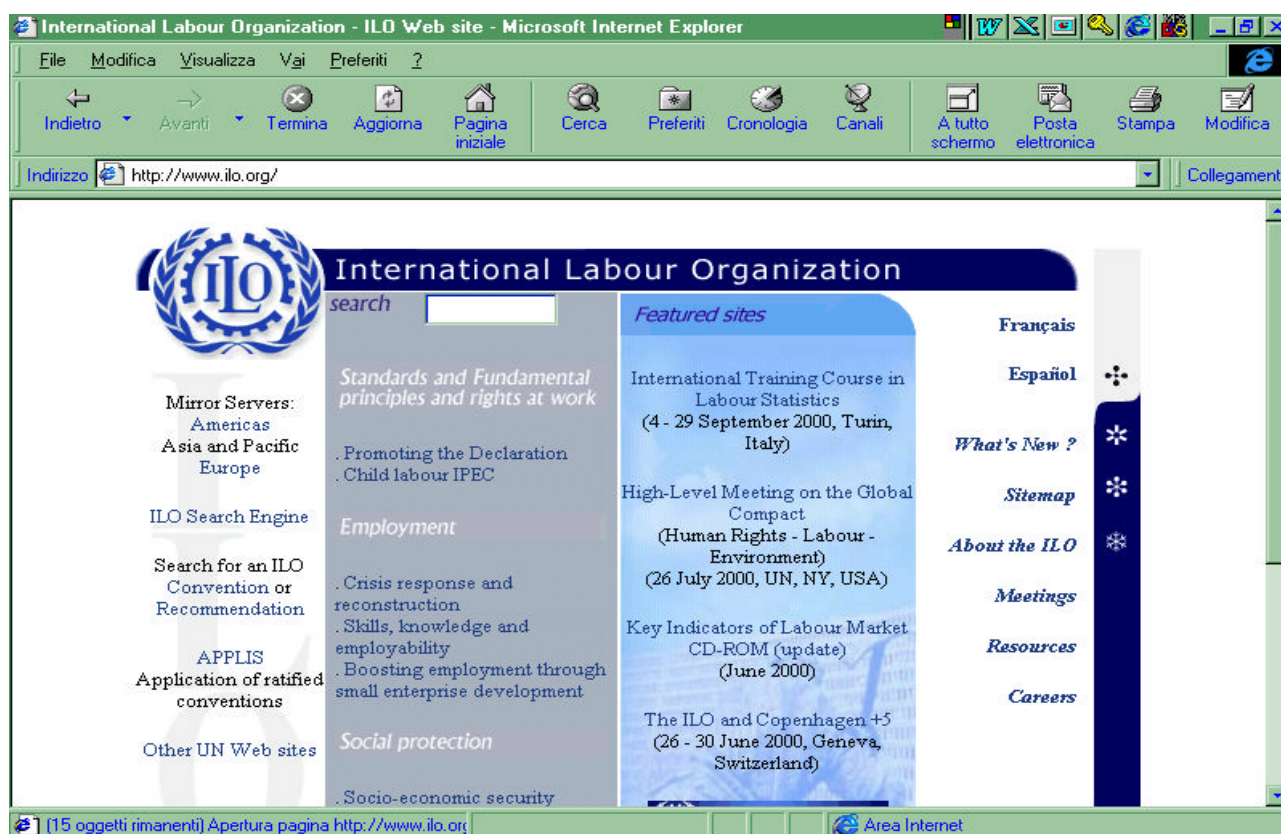 International Labour Organization - ILO Web site - Microsoft Internet Explorer
File Modifica Visualizza Vai Preferiti ?
Indietro Avanti Termina Aggiorna Pagina iniziale Cerca Preferiti Cronologia Canali A tutto schermo Posta elettronica Stampa Modifica
Indirizzo http://www.ilo.org/ Collegament
ILO
International Labour Organization
Mirror Servers:
Americas
Asia and Pacific
Europe
ILO Search Engine
Search for an ILO
Convention or
Recommendation
APPLIS
Application of ratified
conventions
Other UN Web sites
search
Standards and Fundamental
principles and rights at work
. Promoting the Declaration
. Child labour IPEC
Employment
. Crisis response and
reconstruction
. Skills, knowledge and
employability
. Boosting employment through
small enterprise development
Social protection
. Socio-economic security
Featured sites
International Training Course in
Labour Statistics
(4 - 29 September 2000, Turin,
Italy)
High-Level Meeting on the Global
Compact
(Human Rights - Labour -
Environment)
(26 July 2000, UN, NY, USA)
Key Indicators of Labour Market
CD-ROM (update)
(June 2000)
The ILO and Copenhagen +5
(26 - 30 June 2000, Geneva,
Switzerland)
Français
Español
What's New ?
Sitemap
About the ILO
Meetings
Resources
Careers
(15 oggetti rimanenti) Apertura pagina http://www.ilo.org
Area Internet